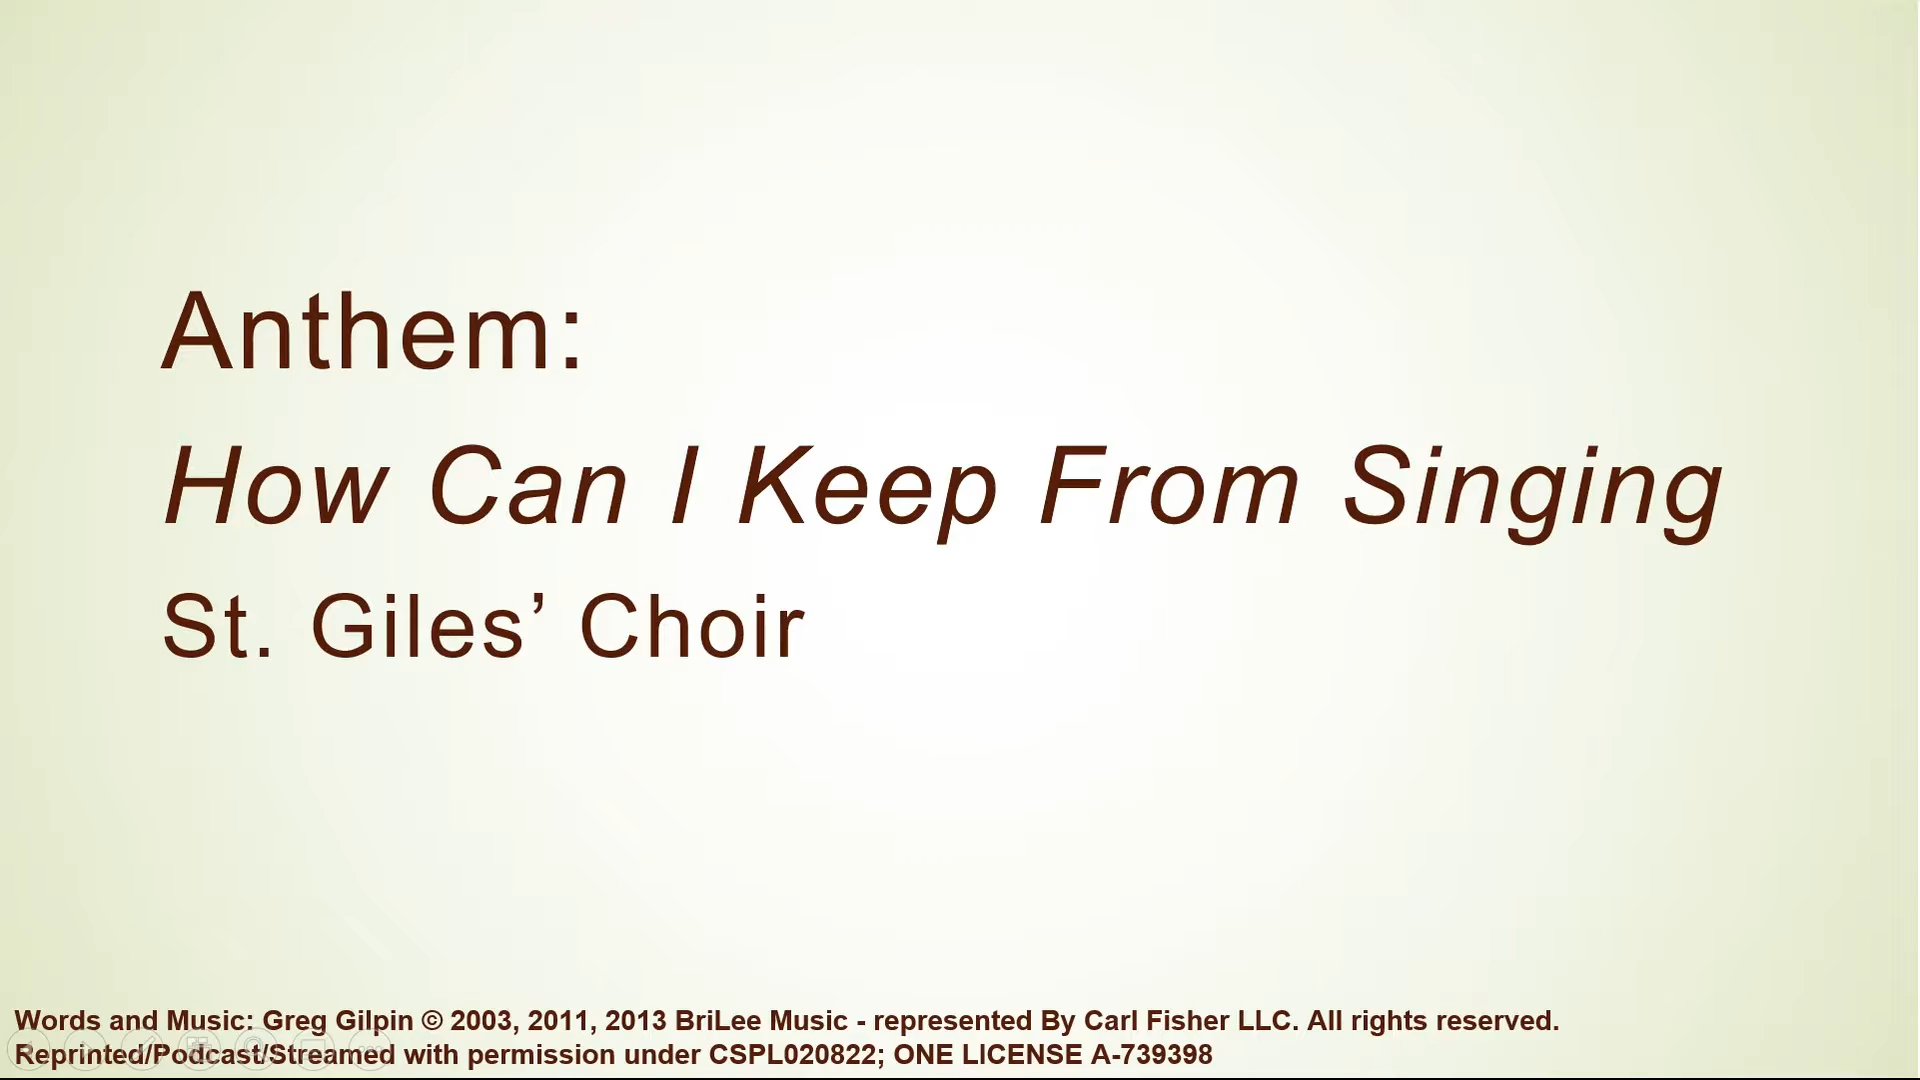 Anthem:
How Can I Keep From Singing
St. Giles’ Choir
Words and Music: Greg Gilpin © 2003, 2011, 2013 BriLee Music - represented By Carl Fisher LLC. All rights reserved.
Reprinted/Podcast/Streamed with permission under CSPL020822; ONE LICENSE A-739398